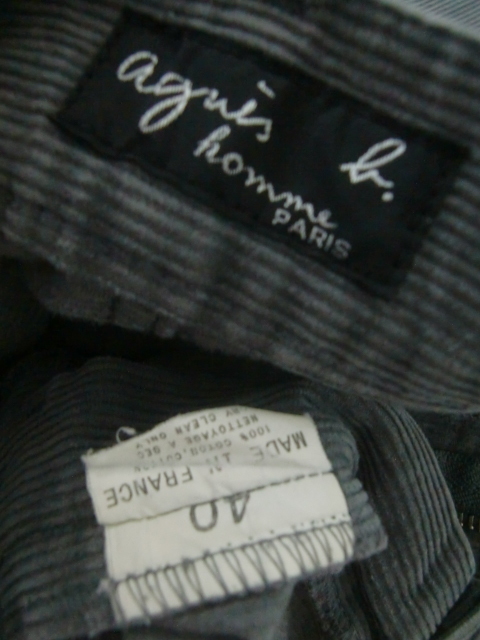 agnès b.
homme
PARIS
MADE IN FRANCE
100% COTON.COTTON
NETTOYAGE A SEC
DRY CLEAN ONLY
40